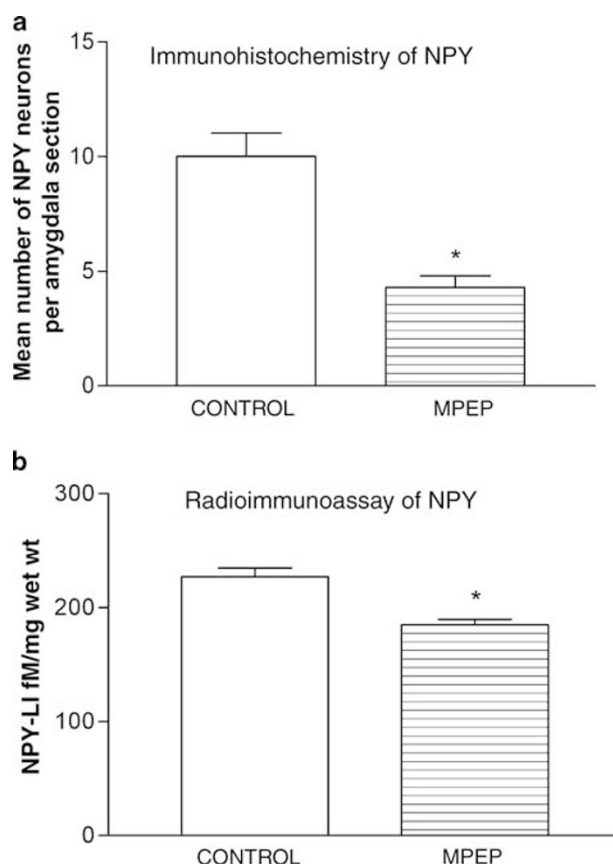 a
Immunohistochemistry of NPY
Mean number of NPY neurons
per amygdala section
15
10
5
0
*
CONTROL MPEP
b
Radioimmunoassay of NPY
NPY-LI fM/mg wet wt
300
200
100
0
*
CONTROL MPEP